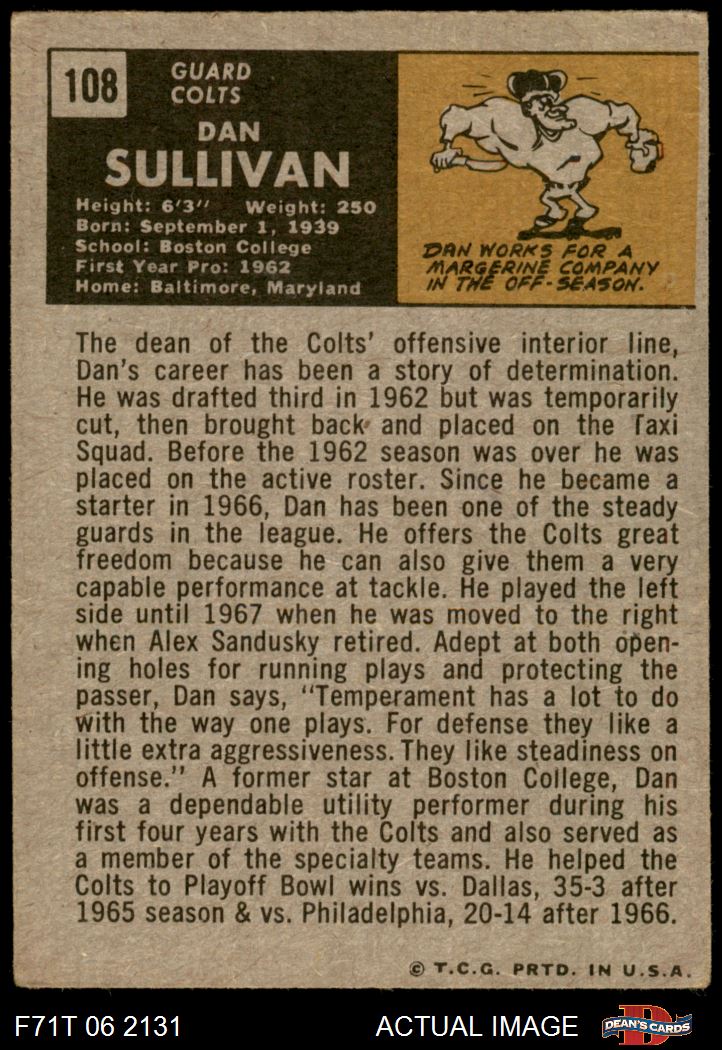 108
GUARD
COLTS
DAN
SULLIVAN
Height: 6'3" Weight: 250
Born: September 1, 1939
School: Boston College
First Year Pro: 1962
Home: Baltimore, Maryland
DAN WORKS FOR A
MARGERINE COMPANY
IN THE OFF-SEASON.
The dean of the Colts' offensive interior line,
Dan's career has been a story of determination.
He was drafted third in 1962 but was temporarily
cut, then brought back and placed on the Taxi
Squad. Before the 1962 season was over he was
placed on the active roster. Since he became a
starter in 1966, Dan has been one of the steady
guards in the league. He offers the Colts great
freedom because he can also give them a very
capable performance at tackle. He played the left
side until 1967 when he was moved to the right
when Alex Sandusky retired. Adept at both open-
ing holes for running plays and protecting the
passer, Dan says, "Temperament has a lot to do
with the way one plays. For defense they like a
little extra aggressiveness. They like steadiness on
offense." A former star at Boston College, Dan
was a dependable utility performer during his
first four years with the Colts and also served as
a member of the specialty teams. He helped the
Colts to Playoff Bowl wins vs. Dallas, 35-3 after
1965 season & vs. Philadelphia, 20-14 after 1966.
© T.C.G. PRTD. IN U.S.A.
F71T 06 2131 ACTUAL IMAGE D DEAN'S CARDS